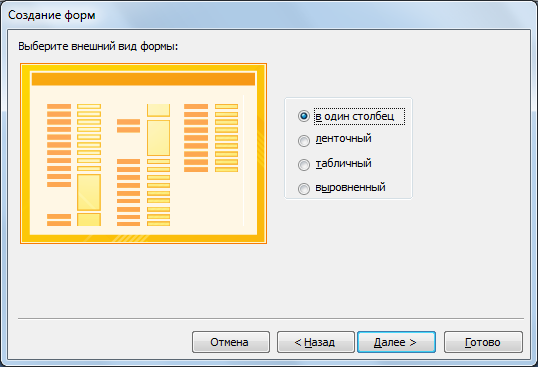 Создание форм
Выберите внешний вид формы:
в один столбец
ленточный
табличный
выровненный
Отмена
< Назад
Далее >
Готово